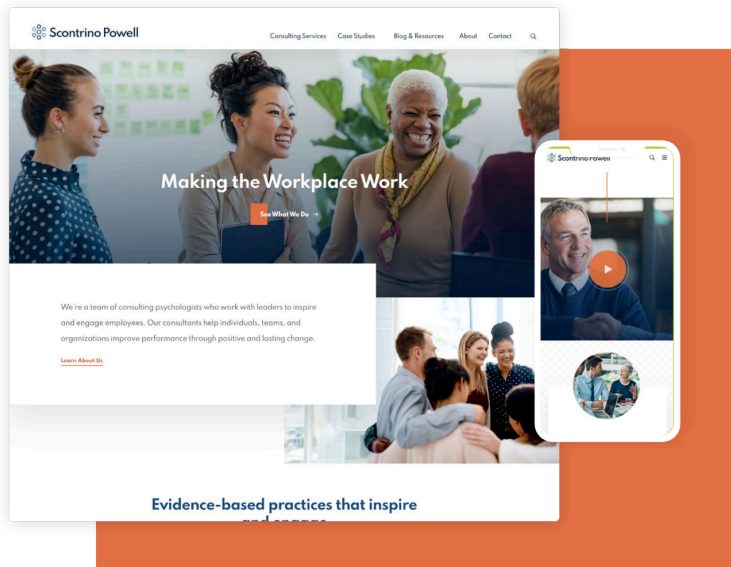 Scontrino Powell
Consulting Services Case Studies Blog & Resources About Contact
Making the Workplace Work
See What We Do →
We're a team of consulting psychologists who work with leaders to inspire
and engage employees. Our consultants help individuals, teams, and
organizations improve performance through positive and lasting change.
Learn About Us
Evidence-based practices that inspire
and engage
Scontrino Powell